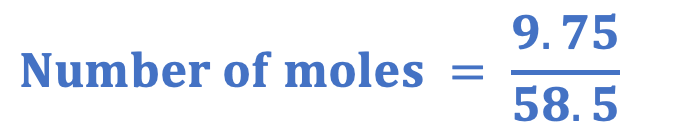 Number of moles = 9.75
58.5